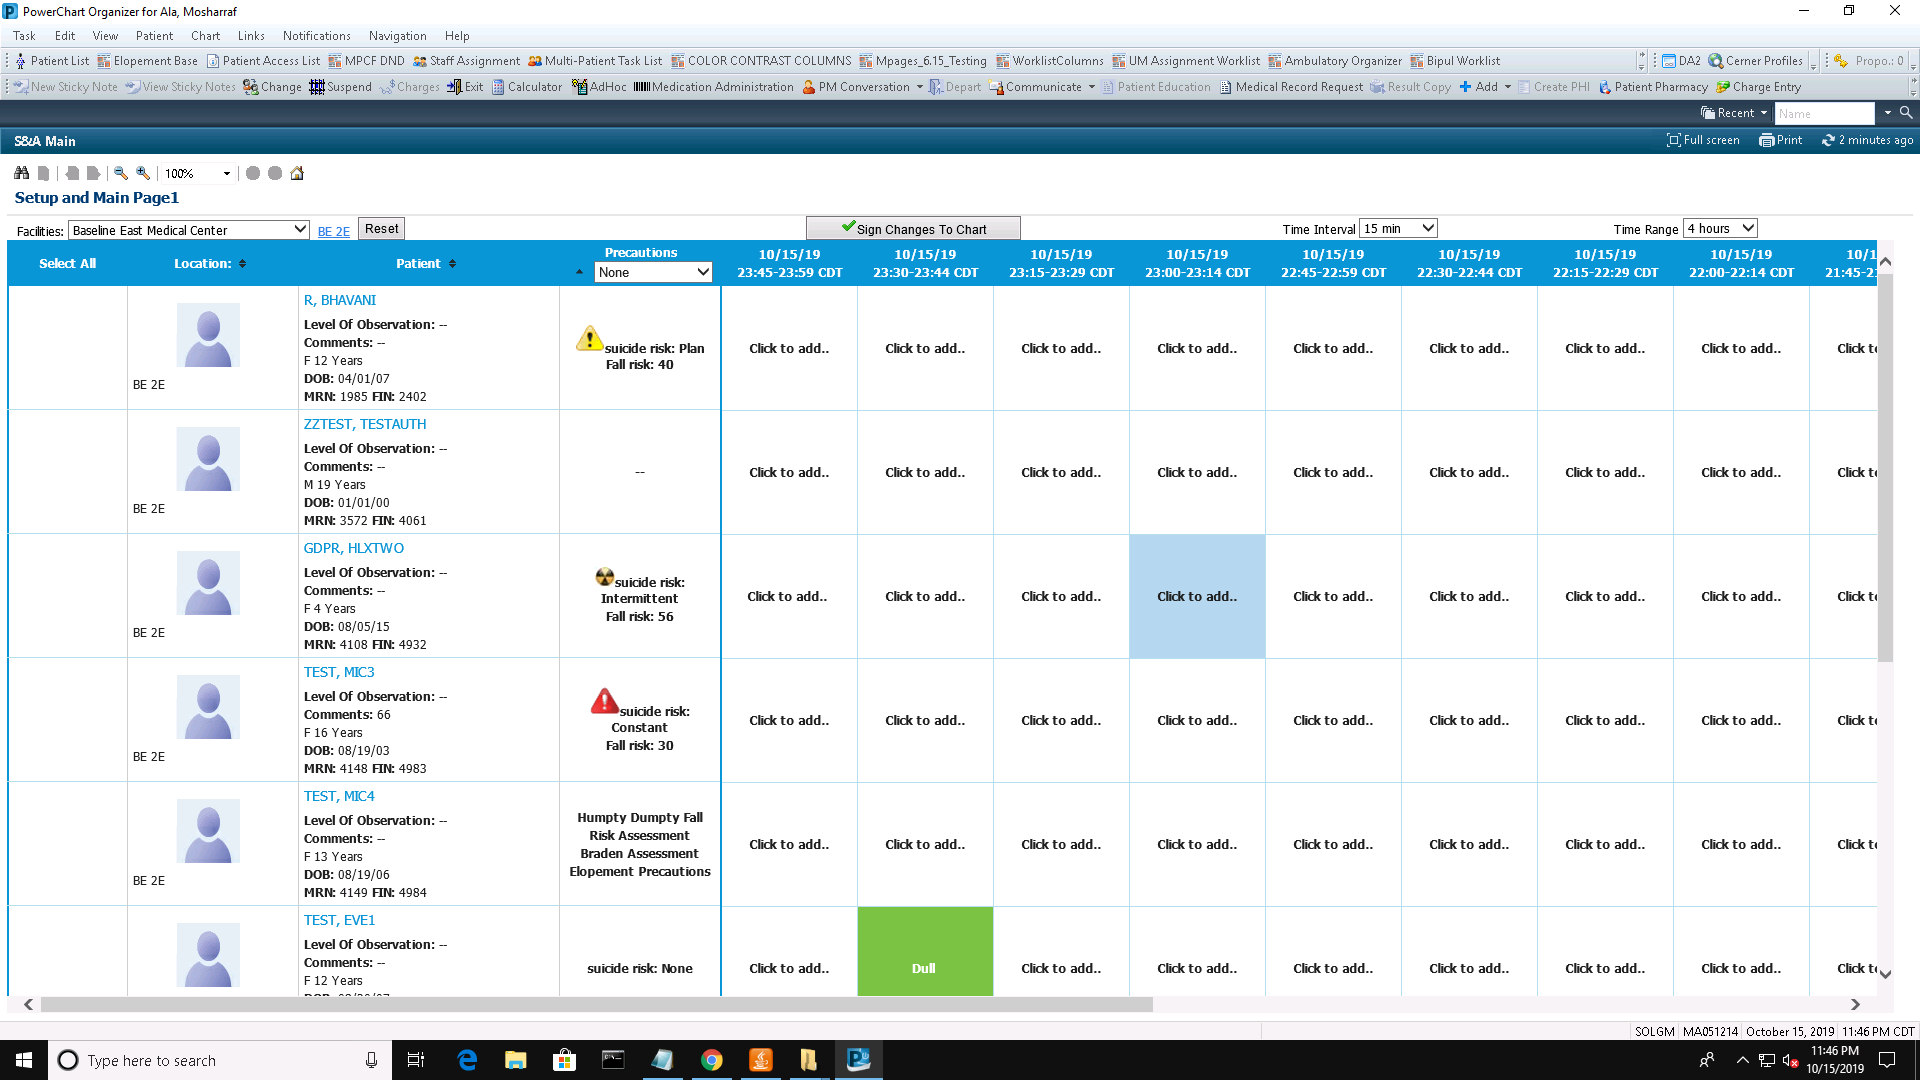 PowerChart Organizer for Ala, Mosharraf
Task Edit View Patient Chart Links Notifications Navigation Help
Patient List Elopement Base Patient Access List MPCF DND Staff Assignment Multi-Patient Task List COLOR CONTRAST COLUMNS Mpages_6.15_Testing WorklistColumns UM Assignment Worklist Ambulatory Organizer Bipul Worklist DA2 Cerner Profiles Propo.: 0
New Sticky Note View Sticky Notes Change Suspend Charges Exit Calculator AdHoc Medication Administration PM Conversation Depart Communicate Patient Education Medical Record Request Result Copy Add Create PHI Patient Pharmacy Charge Entry
Recent Name
S&A Main Full screen Print 2 minutes ago
100%
Setup and Main Page1
Facilities: Baseline East Medical Center BE 2E Reset Sign Changes To Chart Time Interval 15 min Time Range 4 hours
Select All Location: Patient Precautions None
10/15/19 10/15/19 10/15/19 10/15/19 10/15/19 10/15/19 10/15/19 10/15/19 10/1
23:45-23:59 CDT 23:30-23:44 CDT 23:15-23:29 CDT 23:00-23:14 CDT 22:45-22:59 CDT 22:30-22:44 CDT 22:15-22:29 CDT 22:00-22:14 CDT 21:45-2
R, BHAVANI
Level Of Observation: --
Comments: --
F 12 Years
DOB: 04/01/07
MRN: 1985 FIN: 2402
BE 2E
suicide risk: Plan
Fall risk: 40
Click to add.. Click to add.. Click to add.. Click to add.. Click to add.. Click to add.. Click to add.. Click to add.. Click t
ZZTEST, TESTAUTH
Level Of Observation: --
Comments: --
M 19 Years
DOB: 01/01/00
MRN: 3572 FIN: 4061
BE 2E
--
Click to add.. Click to add.. Click to add.. Click to add.. Click to add.. Click to add.. Click to add.. Click to add.. Click t
GDPR, HLXTWO
Level Of Observation: --
Comments: --
F 4 Years
DOB: 08/05/15
MRN: 4108 FIN: 4932
BE 2E
suicide risk:
Intermittent
Fall risk: 56
Click to add.. Click to add.. Click to add.. Click to add.. Click to add.. Click to add.. Click to add.. Click to add.. Click t
TEST, MIC3
Level Of Observation: --
Comments: 66
F 16 Years
DOB: 08/19/03
MRN: 4148 FIN: 4983
BE 2E
suicide risk:
Constant
Fall risk: 30
Click to add.. Click to add.. Click to add.. Click to add.. Click to add.. Click to add.. Click to add.. Click to add.. Click t
TEST, MIC4
Level Of Observation: --
Comments: --
F 13 Years
DOB: 08/19/06
MRN: 4149 FIN: 4984
BE 2E
Humpty Dumpty Fall
Risk Assessment
Braden Assessment
Elopement Precautions
Click to add.. Click to add.. Click to add.. Click to add.. Click to add.. Click to add.. Click to add.. Click to add.. Click t
TEST, EVE1
Level Of Observation: --
Comments: --
F 12 Years
suicide risk: None
Click to add.. Dull Click to add.. Click to add.. Click to add.. Click to add.. Click to add.. Click to add.. Click t
SOLGM MA051214 October 15, 2019 11:46 PM CDT
Type here to search
11:46 PM
10/15/2019